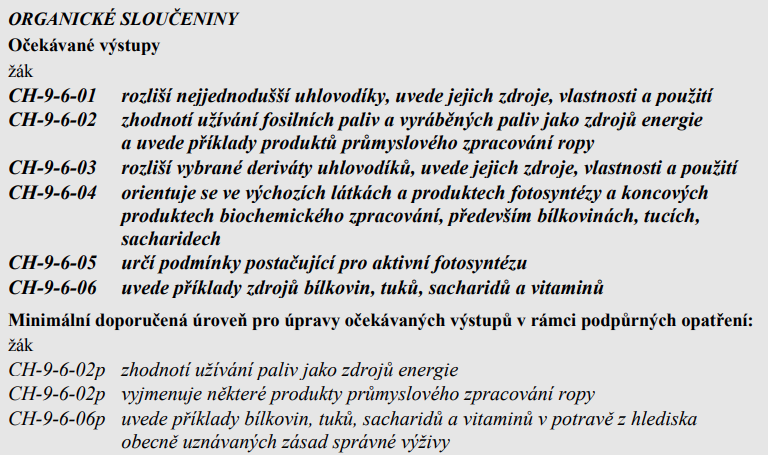 ORGANICKÉ SLOUČENINY
Očekávané výstupy
žák
CH-9-6-01 rozliší nejjednodušší uhlovodíky, uvede jejich zdroje, vlastnosti a použití
CH-9-6-02 zhodnotí užívání fosilních paliv a vyráběných paliv jako zdrojů energie
a uvede příklady produktů průmyslového zpracování ropy
CH-9-6-03 rozliší vybrané deriváty uhlovodíků, uvede jejich zdroje, vlastnosti a použití
CH-9-6-04 orientuje se ve výchozích látkách a produktech fotosyntézy a koncových
produktech biochemického zpracování, především bílkovinách, tucích,
sacharidech
CH-9-6-05 určí podmínky postačující pro aktivní fotosyntézu
CH-9-6-06 uvede příklady zdrojů bílkovin, tuků, sacharidů a vitaminů
Minimální doporučená úroveň pro úpravy očekávaných výstupů v rámci podpůrných opatření:
žák
CH-9-6-02p zhodnotí užívání paliv jako zdrojů energie
CH-9-6-02p vyjmenuje některé produkty průmyslového zpracování ropy
CH-9-6-06p uvede příklady bílkovin, tuků, sacharidů a vitaminů v potravě z hlediska
obecně uznávaných zásad správné výživy